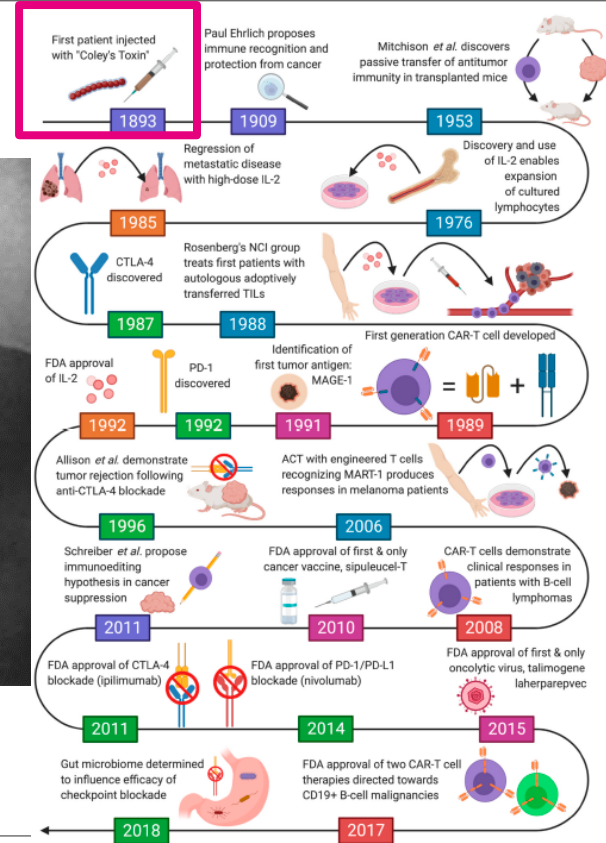 First patient injected
with "Coley's Toxin"
1893
Paul Ehrlich proposes
immune recognition and
protection from cancer
1909
Mitchison et al. discovers
passive transfer of antitumor
immunity in transplanted mice
1953
Discovery and use
of IL-2 enables
expansion
of cultured
lymphocytes
1976
Regression of
metastatic disease
with high-dose IL-2
1985
CTLA-4
discovered
1987
Rosenberg's NCI group
treats first patients with
autologous adoptively
transferred TILs
1988
First generation CAR-T cell developed
=
+
1989
Identification of
first tumor antigen:
MAGE-1
1991
PD-1
discovered
1992
FDA approval
of IL-2
1992
Allison et al. demonstrate
tumor rejection following
anti-CTLA-4 blockade
1996
ACT with engineered T cells
recognizing MART-1 produces
responses in melanoma patients
2006
CAR-T cells demonstrate
clinical responses in
patients with B-cell
lymphomas
2008
FDA approval of first & only
cancer vaccine, sipuleucel-T
2010
Schreiber et al. propose
immunoediting
hypothesis in cancer
suppression
2011
FDA approval of CTLA-4
blockade (ipilimumab)
2011
FDA approval of PD-1/PD-L1
blockade (nivolumab)
2014
FDA approval of first & only
oncolytic virus, talimogene
laherparepvec
2015
FDA approval of two CAR-T cell
therapies directed towards
CD19+ B-cell malignancies
2017
Gut microbiome determined
to influence efficacy of
checkpoint blockade
2018